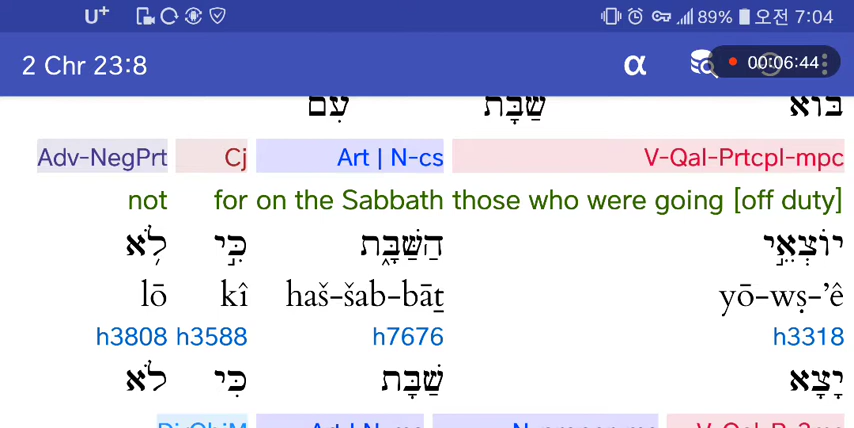 U+ 89% 오전 7:04
2 Chr 23:8 α 00:06:44
בּוֹא שַׁבָּת עִם
Adv-NegPrt Cj Art | N-cs V-Qal-Prtcpl-mpc
not for on the Sabbath those who were going [off duty]
יוֹצְאֵ֣י הַשַּׁבָּ֑ת כִּ֣י לֹ֥א
lō kî haš-šab-bāṯ yō-wṣ-’ê
h3808 h3588 h7676 h3318
יָצָא שַׁבָּת כִּי לֹא